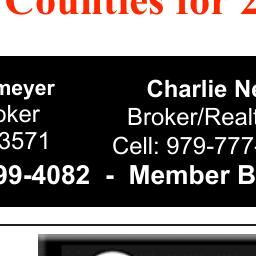 Counties for 2
meyer Charlie Ne
oker Broker/Realt
3571 Cell: 979-777-
99-4082 - Member B